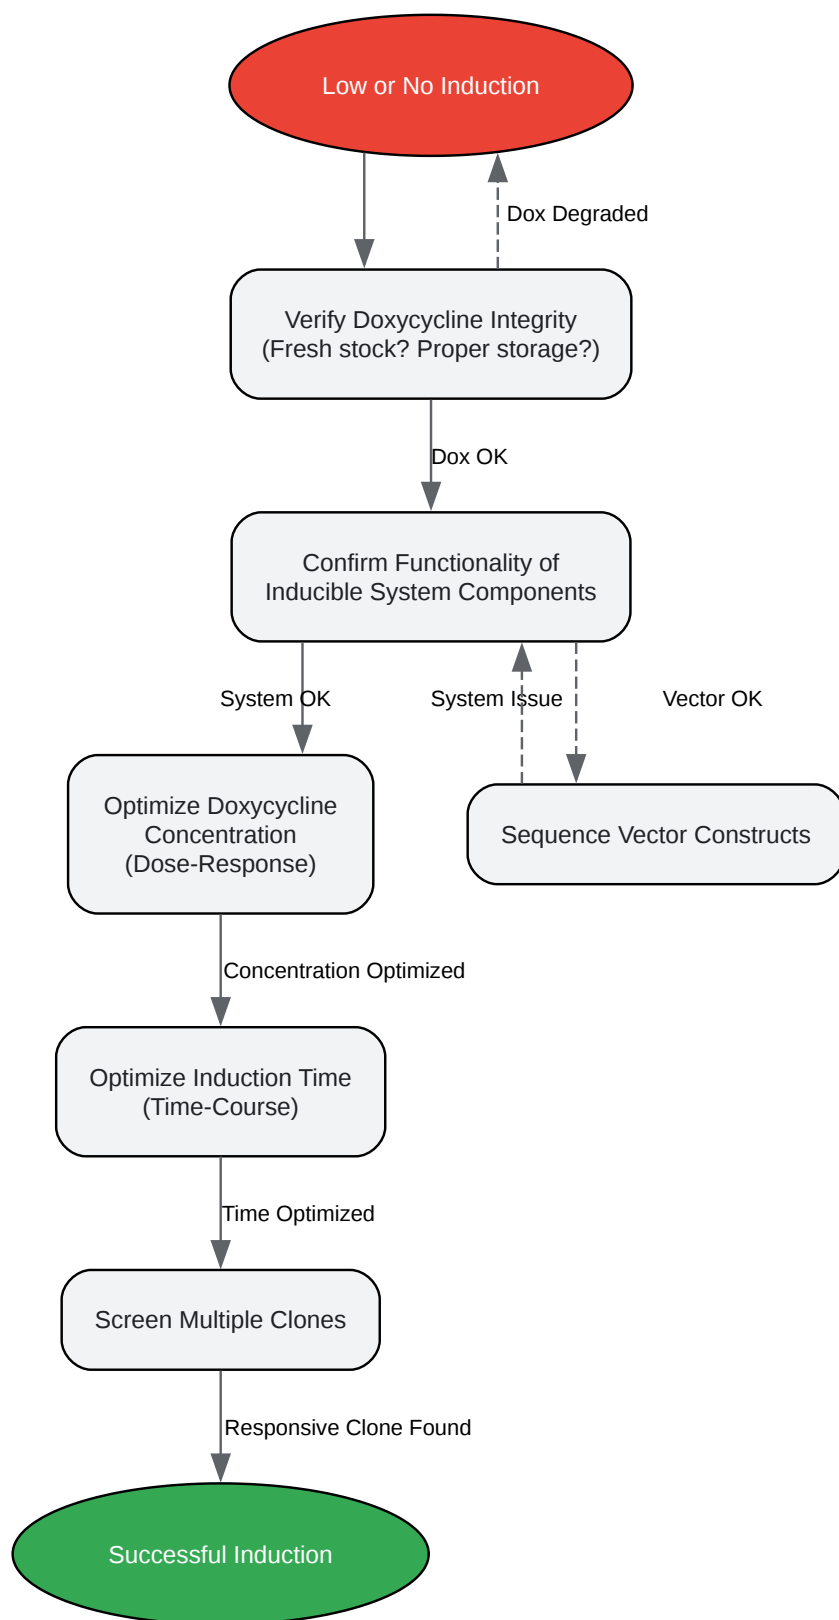 Low or No Induction
Dox Degraded
Verify Doxycycline Integrity
(Fresh stock? Proper storage?)
Dox OK
Confirm Functionality of
Inducible System Components
System OK
System Issue
Vector OK
Optimize Doxycycline
Concentration
(Dose-Response)
Sequence Vector Constructs
Concentration Optimized
Optimize Induction Time
(Time-Course)
Time Optimized
Screen Multiple Clones
Responsive Clone Found
Successful Induction